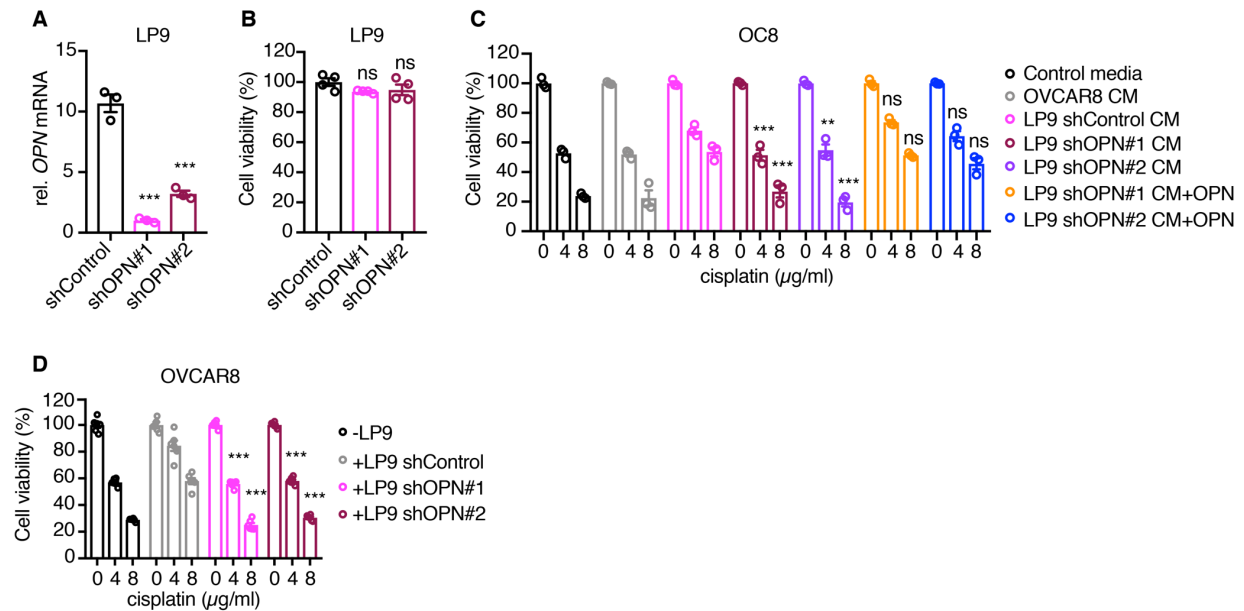 A
LP9
rel. OPN mRNA
15
10
5
0
***
***
shControl
shOPN#1
shOPN#2
B
LP9
Cell viability (%)
120
100
80
60
40
20
0
ns
ns
shControl
shOPN#1
shOPN#2
C
OC8
Cell viability (%)
120
100
80
60
40
20
0
***
***
**
***
ns
ns
ns
ns
0 4 8 0 4 8 0 4 8 0 4 8 0 4 8 0 4 8 0 4 8
cisplatin (µg/ml)
Control media
OVCAR8 CM
LP9 shControl CM
LP9 shOPN#1 CM
LP9 shOPN#2 CM
LP9 shOPN#1 CM+OPN
LP9 shOPN#2 CM+OPN
D
OVCAR8
Cell viability (%)
120
100
80
60
40
20
0
***
***
***
***
0 4 8 0 4 8 0 4 8 0 4 8
cisplatin (µg/ml)
-LP9
+LP9 shControl
+LP9 shOPN#1
+LP9 shOPN#2